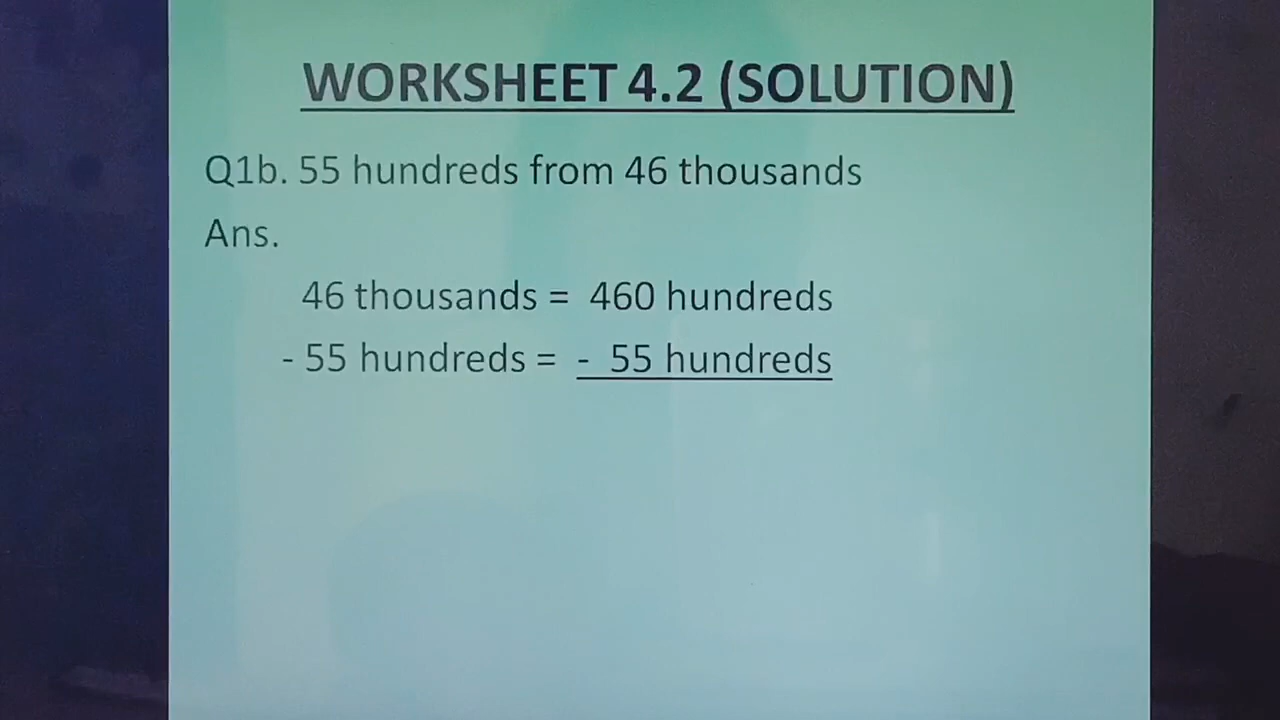 WORKSHEET 4.2 (SOLUTION)
Q1b. 55 hundreds from 46 thousands
Ans.
46 thousands = 460 hundreds
- 55 hundreds = - 55 hundreds